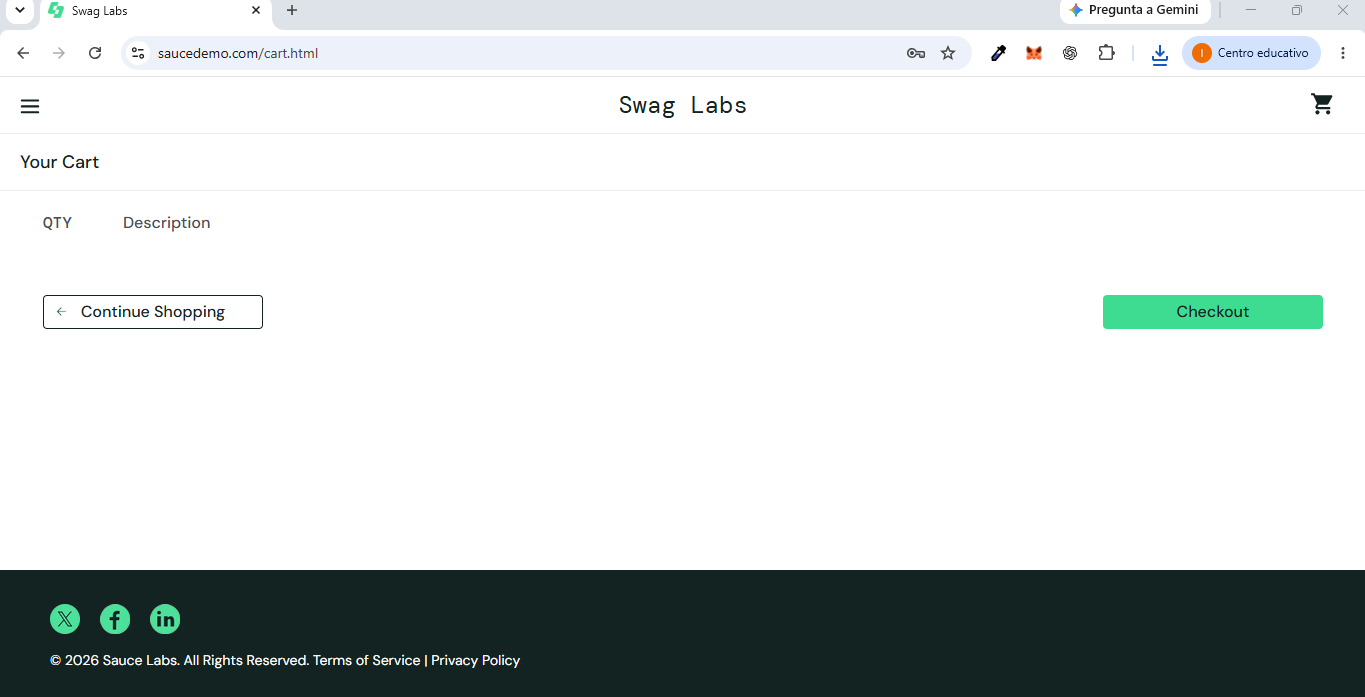 Swag Labs
Pregunta a Gemini
saucedemo.com/cart.html
I
Centro educativo
Swag Labs
Your Cart
QTY Description
Continue Shopping
Checkout
© 2026 Sauce Labs. All Rights Reserved. Terms of Service | Privacy Policy